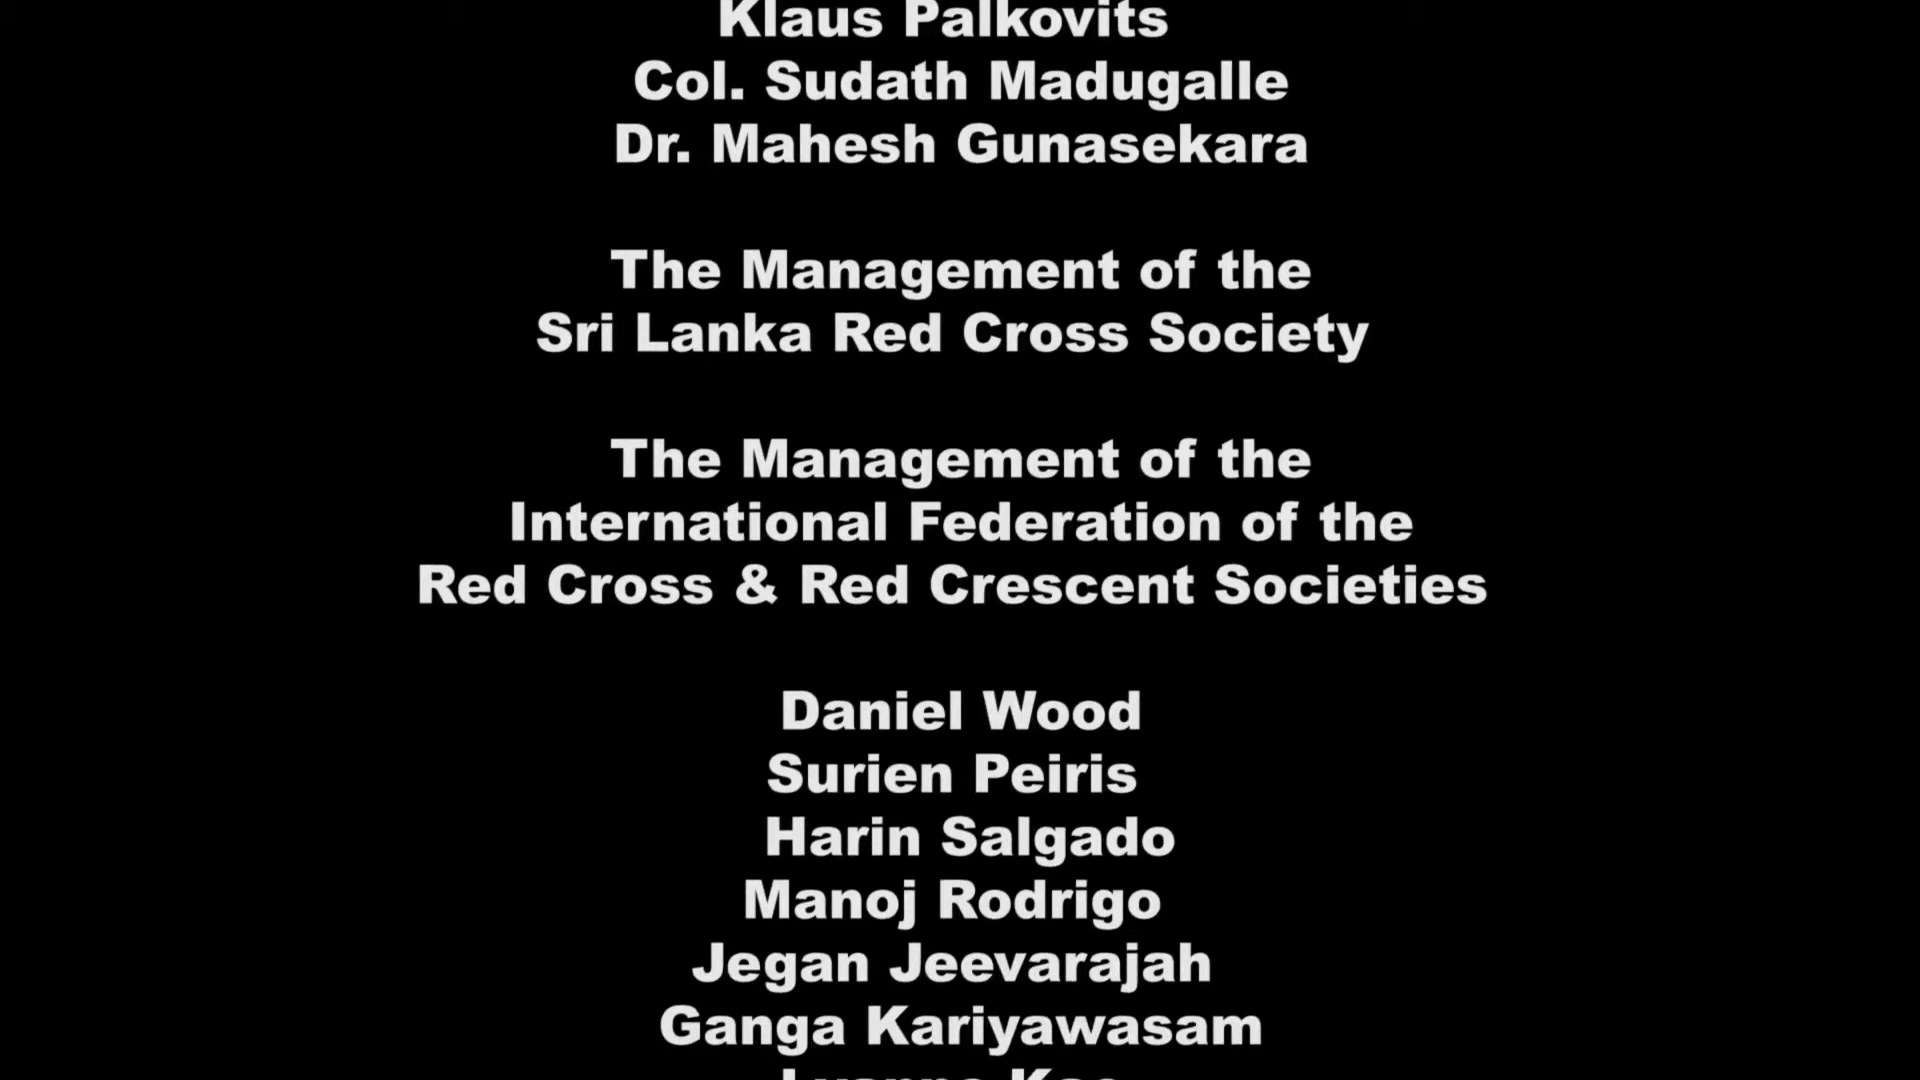 Klaus Palkovits
Col. Sudath Madugalle
Dr. Mahesh Gunasekara
The Management of the
Sri Lanka Red Cross Society
The Management of the
International Federation of the
Red Cross & Red Crescent Societies
Daniel Wood
Surien Peiris
Harin Salgado
Manoj Rodrigo
Jegan Jeevarajah
Ganga Kariyawasam